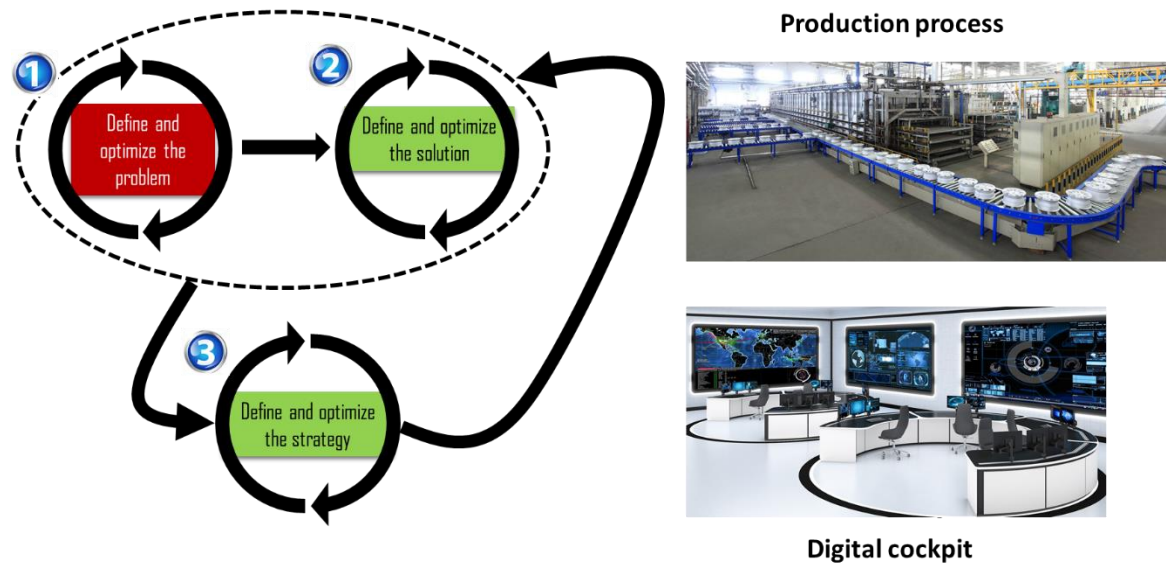 1
Define and
optimize the
problem
2
Define and optimize
the solution
3
Define and optimize
the strategy
Production process
Digital cockpit